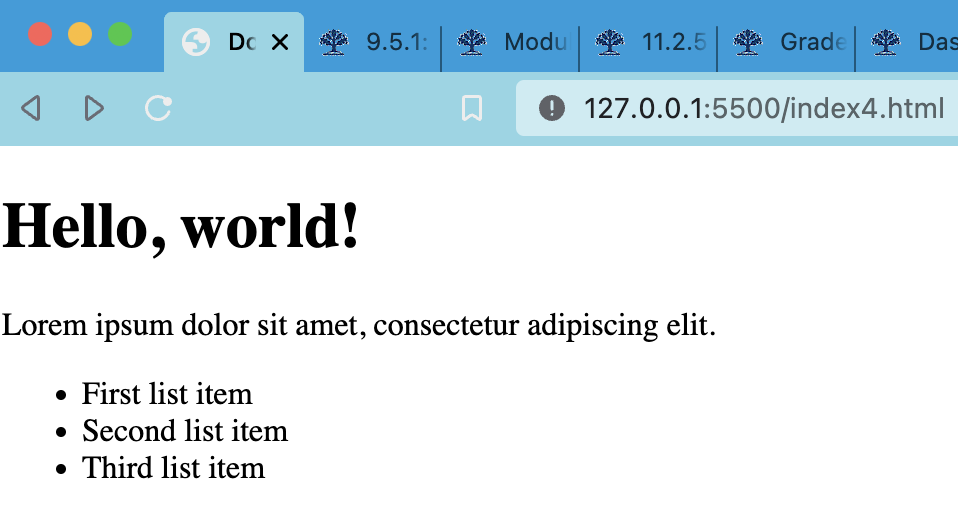 Do 9.5.1: Modu 11.2.5 Grade Das
127.0.0.1:5500/index4.html
Hello, world!
Lorem ipsum dolor sit amet, consectetur adipiscing elit.
• First list item
• Second list item
• Third list item